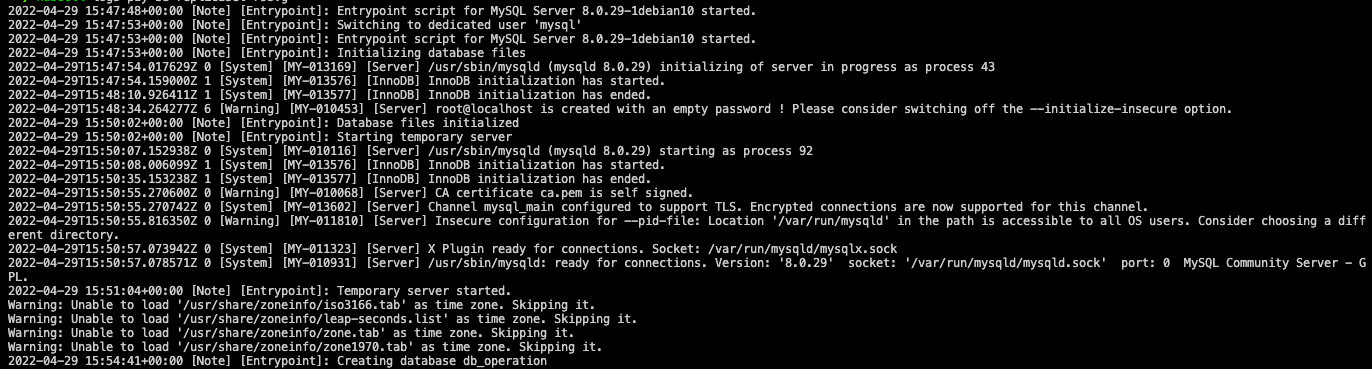 2022-04-29 15:47:48+00:00 [Note] [Entrypoint]: Entrypoint script for MySQL Server 8.0.29-1debian10 started.
2022-04-29 15:47:53+00:00 [Note] [Entrypoint]: Switching to dedicated user 'mysql'
2022-04-29 15:47:53+00:00 [Note] [Entrypoint]: Entrypoint script for MySQL Server 8.0.29-1debian10 started.
2022-04-29 15:47:53+00:00 [Note] [Entrypoint]: Initializing database files
2022-04-29T15:47:54.017629Z 0 [System] [MY-013169] [Server] /usr/sbin/mysqld (mysqld 8.0.29) initializing of server in progress as process 43
2022-04-29T15:47:54.159000Z 1 [System] [MY-013576] [InnoDB] InnoDB initialization has started.
2022-04-29T15:48:10.926411Z 1 [System] [MY-013577] [InnoDB] InnoDB initialization has ended.
2022-04-29T15:48:34.264277Z 6 [Warning] [MY-010453] [Server] root@localhost is created with an empty password ! Please consider switching off the --initialize-insecure option.
2022-04-29 15:50:02+00:00 [Note] [Entrypoint]: Database files initialized
2022-04-29 15:50:02+00:00 [Note] [Entrypoint]: Starting temporary server
2022-04-29T15:50:07.152938Z 0 [System] [MY-010116] [Server] /usr/sbin/mysqld (mysqld 8.0.29) starting as process 92
2022-04-29T15:50:08.006099Z 1 [System] [MY-013576] [InnoDB] InnoDB initialization has started.
2022-04-29T15:50:35.153238Z 1 [System] [MY-013577] [InnoDB] InnoDB initialization has ended.
2022-04-29T15:50:55.270600Z 0 [Warning] [MY-010068] [Server] CA certificate ca.pem is self signed.
2022-04-29T15:50:55.270742Z 0 [System] [MY-013602] [Server] Channel mysql_main configured to support TLS. Encrypted connections are now supported for this channel.
2022-04-29T15:50:55.816350Z 0 [Warning] [MY-011810] [Server] Insecure configuration for --pid-file: Location '/var/run/mysqld' in the path is accessible to all OS users. Consider choosing a diff
erent directory.
2022-04-29T15:50:57.073942Z 0 [System] [MY-011323] [Server] X Plugin ready for connections. Socket: /var/run/mysqld/mysqlx.sock
2022-04-29T15:50:57.078571Z 0 [System] [MY-010931] [Server] /usr/sbin/mysqld: ready for connections. Version: '8.0.29'  socket: '/var/run/mysqld/mysqld.sock'  port: 0  MySQL Community Server - G
PL.
2022-04-29 15:51:04+00:00 [Note] [Entrypoint]: Temporary server started.
Warning: Unable to load '/usr/share/zoneinfo/iso3166.tab' as time zone. Skipping it.
Warning: Unable to load '/usr/share/zoneinfo/leap-seconds.list' as time zone. Skipping it.
Warning: Unable to load '/usr/share/zoneinfo/zone.tab' as time zone. Skipping it.
Warning: Unable to load '/usr/share/zoneinfo/zone1970.tab' as time zone. Skipping it.
2022-04-29 15:54:41+00:00 [Note] [Entrypoint]: Creating database db_operation